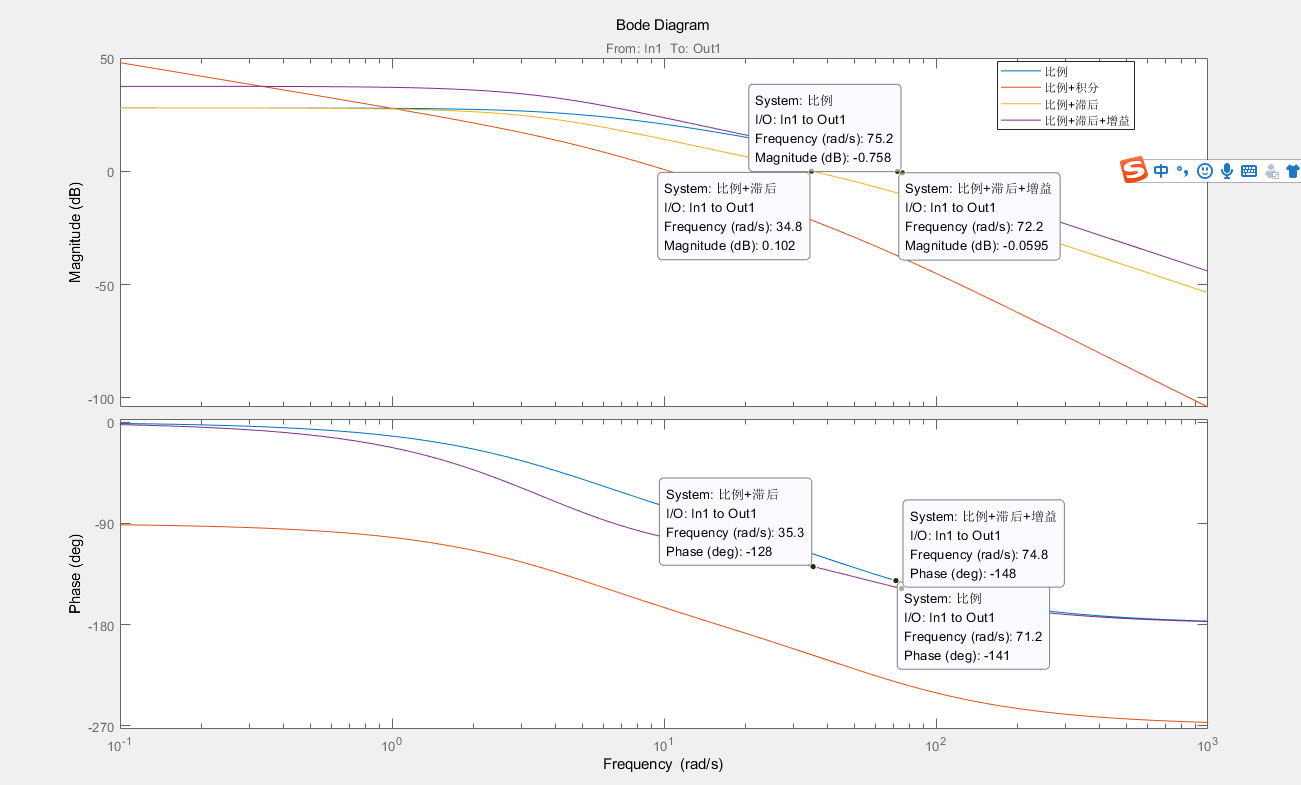 Bode Diagram
From: In1 To: Out1
50
0
-50
-100
Magnitude (dB)
比例
比例+积分
比例+滞后
比例+滞后+增益
System: 比例
I/O: In1 to Out1
Frequency (rad/s): 75.2
Magnitude (dB): -0.758
System: 比例+滞后
I/O: In1 to Out1
Frequency (rad/s): 34.8
Magnitude (dB): 0.102
System: 比例+滞后+增益
I/O: In1 to Out1
Frequency (rad/s): 72.2
Magnitude (dB): -0.0595
S中
0
-90
-180
-270
Phase (deg)
System: 比例+滞后
I/O: In1 to Out1
Frequency (rad/s): 35.3
Phase (deg): -128
System: 比例+滞后+增益
I/O: In1 to Out1
Frequency (rad/s): 74.8
Phase (deg): -148
System: 比例
I/O: In1 to Out1
Frequency (rad/s): 71.2
Phase (deg): -141
10⁻¹ 10⁰ 10¹ 10² 10³
Frequency (rad/s)